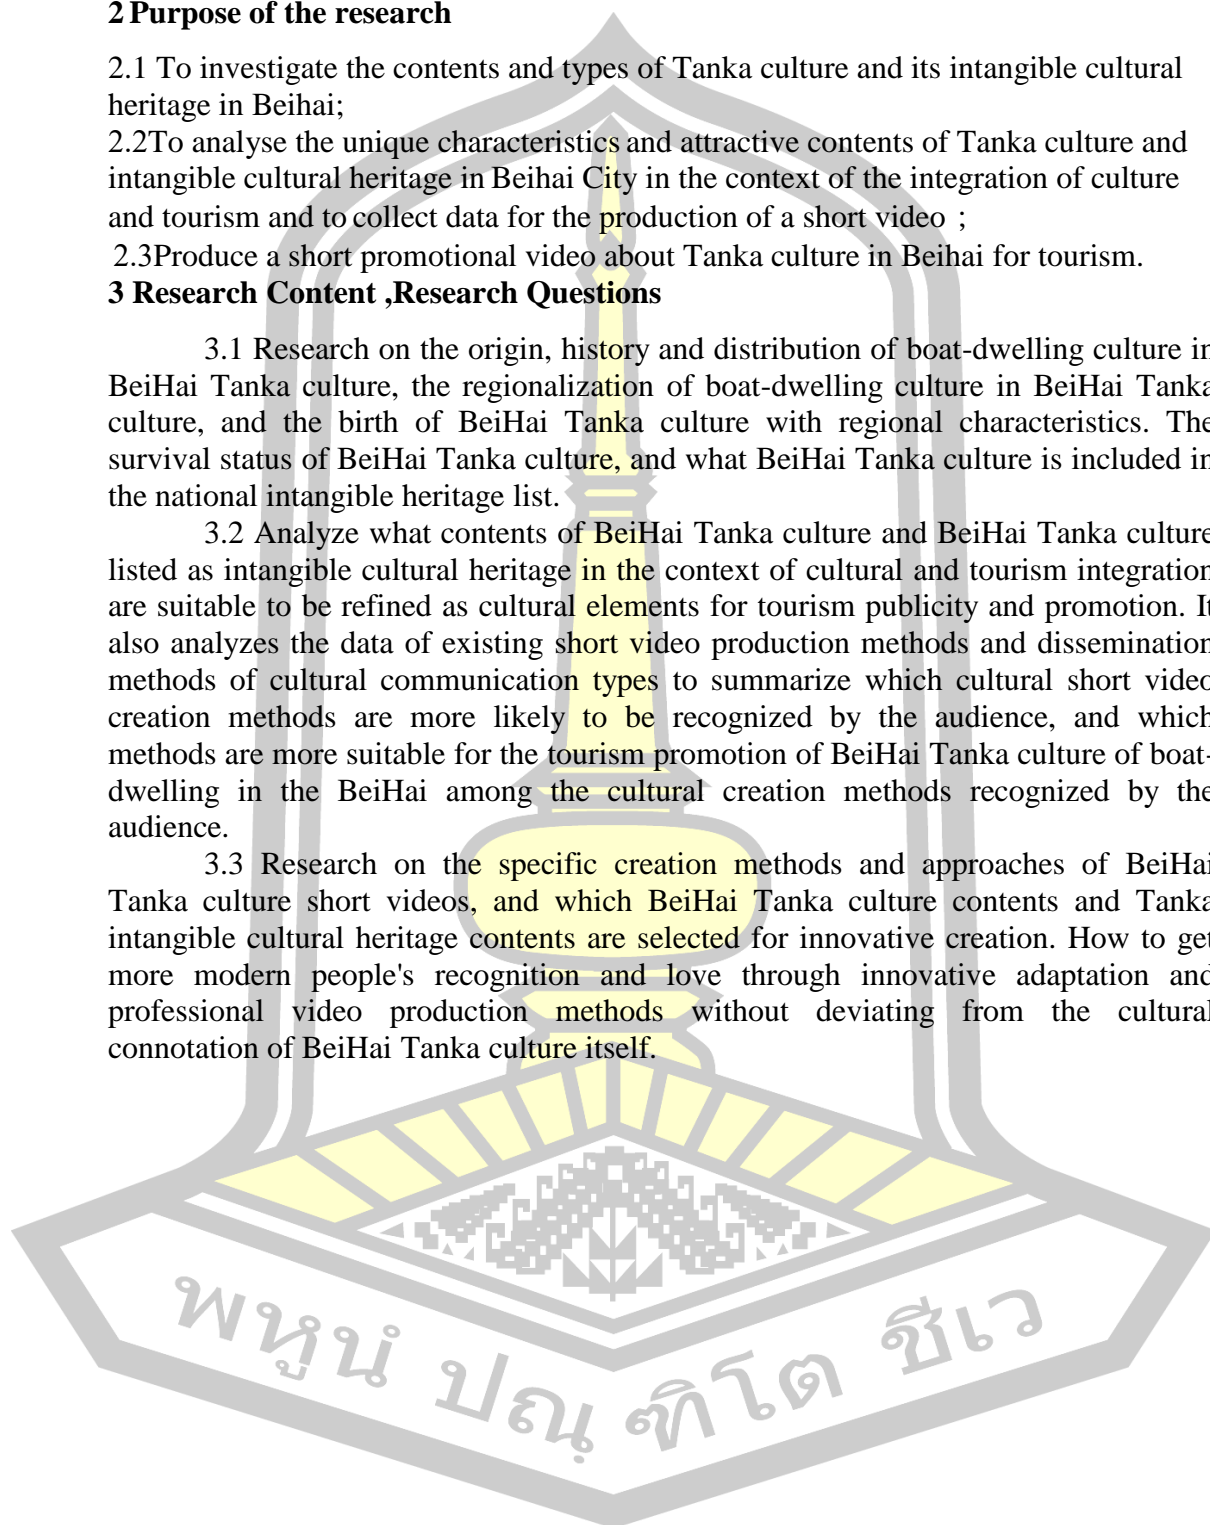 2 Purpose of the research
2.1 To investigate the contents and types of Tanka culture and its intangible cultural
heritage in Beihai;
2.2To analyse the unique characteristics and attractive contents of Tanka culture and
intangible cultural heritage in Beihai City in the context of the integration of culture
and tourism and to collect data for the production of a short video ;
2.3Produce a short promotional video about Tanka culture in Beihai for tourism.
3 Research Content ,Research Questions
3.1 Research on the origin, history and distribution of boat-dwelling culture in
BeiHai Tanka culture, the regionalization of boat-dwelling culture in BeiHai Tanka
culture, and the birth of BeiHai Tanka culture with regional characteristics. The
survival status of BeiHai Tanka culture, and what BeiHai Tanka culture is included in
the national intangible heritage list.
3.2 Analyze what contents of BeiHai Tanka culture and BeiHai Tanka culture
listed as intangible cultural heritage in the context of cultural and tourism integration
are suitable to be refined as cultural elements for tourism publicity and promotion. It
also analyzes the data of existing short video production methods and dissemination
methods of cultural communication types to summarize which cultural short video
creation methods are more likely to be recognized by the audience, and which
methods are more suitable for the tourism promotion of BeiHai Tanka culture of boat-
dwelling in the BeiHai among the cultural creation methods recognized by the
audience.
3.3 Research on the specific creation methods and approaches of BeiHai
Tanka culture short videos, and which BeiHai Tanka culture contents and Tanka
intangible cultural heritage contents are selected for innovative creation. How to get
more modern people's recognition and love through innovative adaptation and
professional video production methods without deviating from the cultural
connotation of BeiHai Tanka culture itself.
พหูนํ ปณฺฑิโต ชีเว